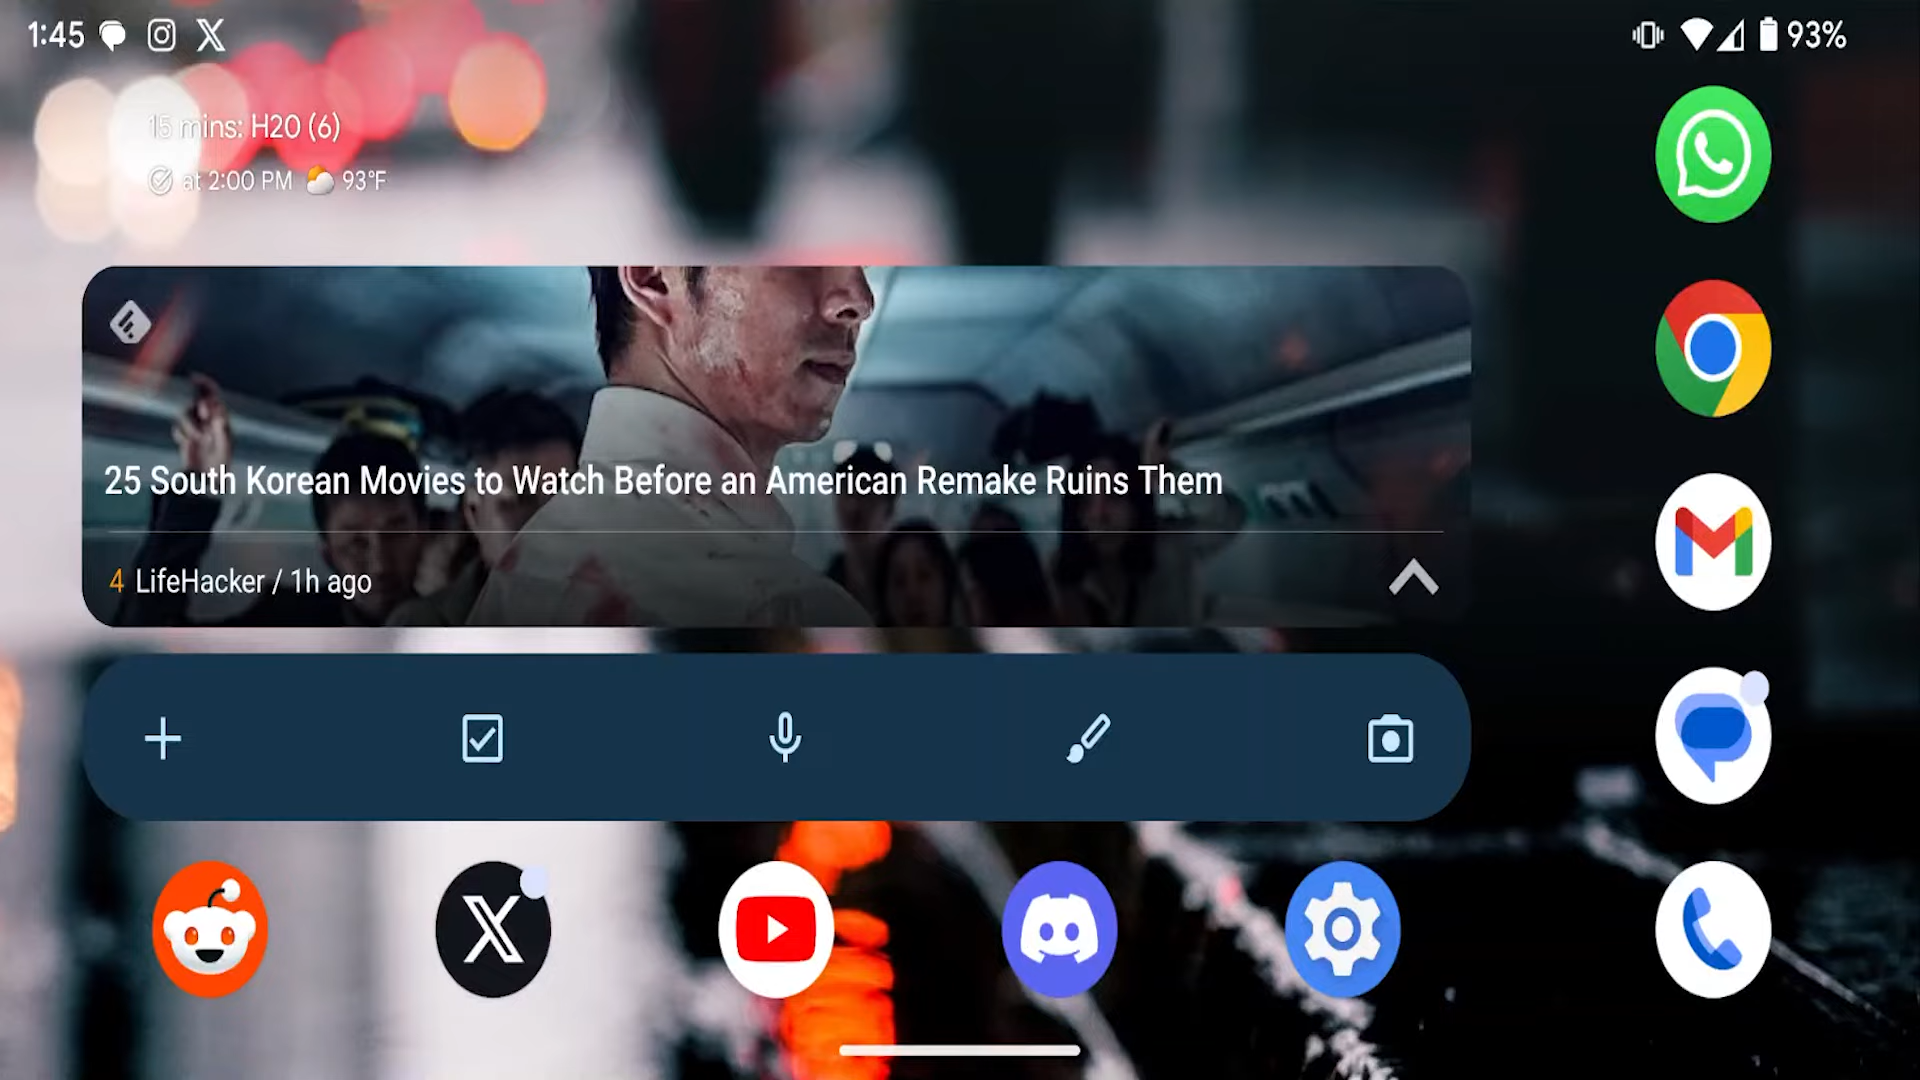 1:45
93%
15 mins: H2O (6)
at 2:00 PM 93°F
25 South Korean Movies to Watch Before an American Remake Ruins Them
4 LifeHacker / 1h ago